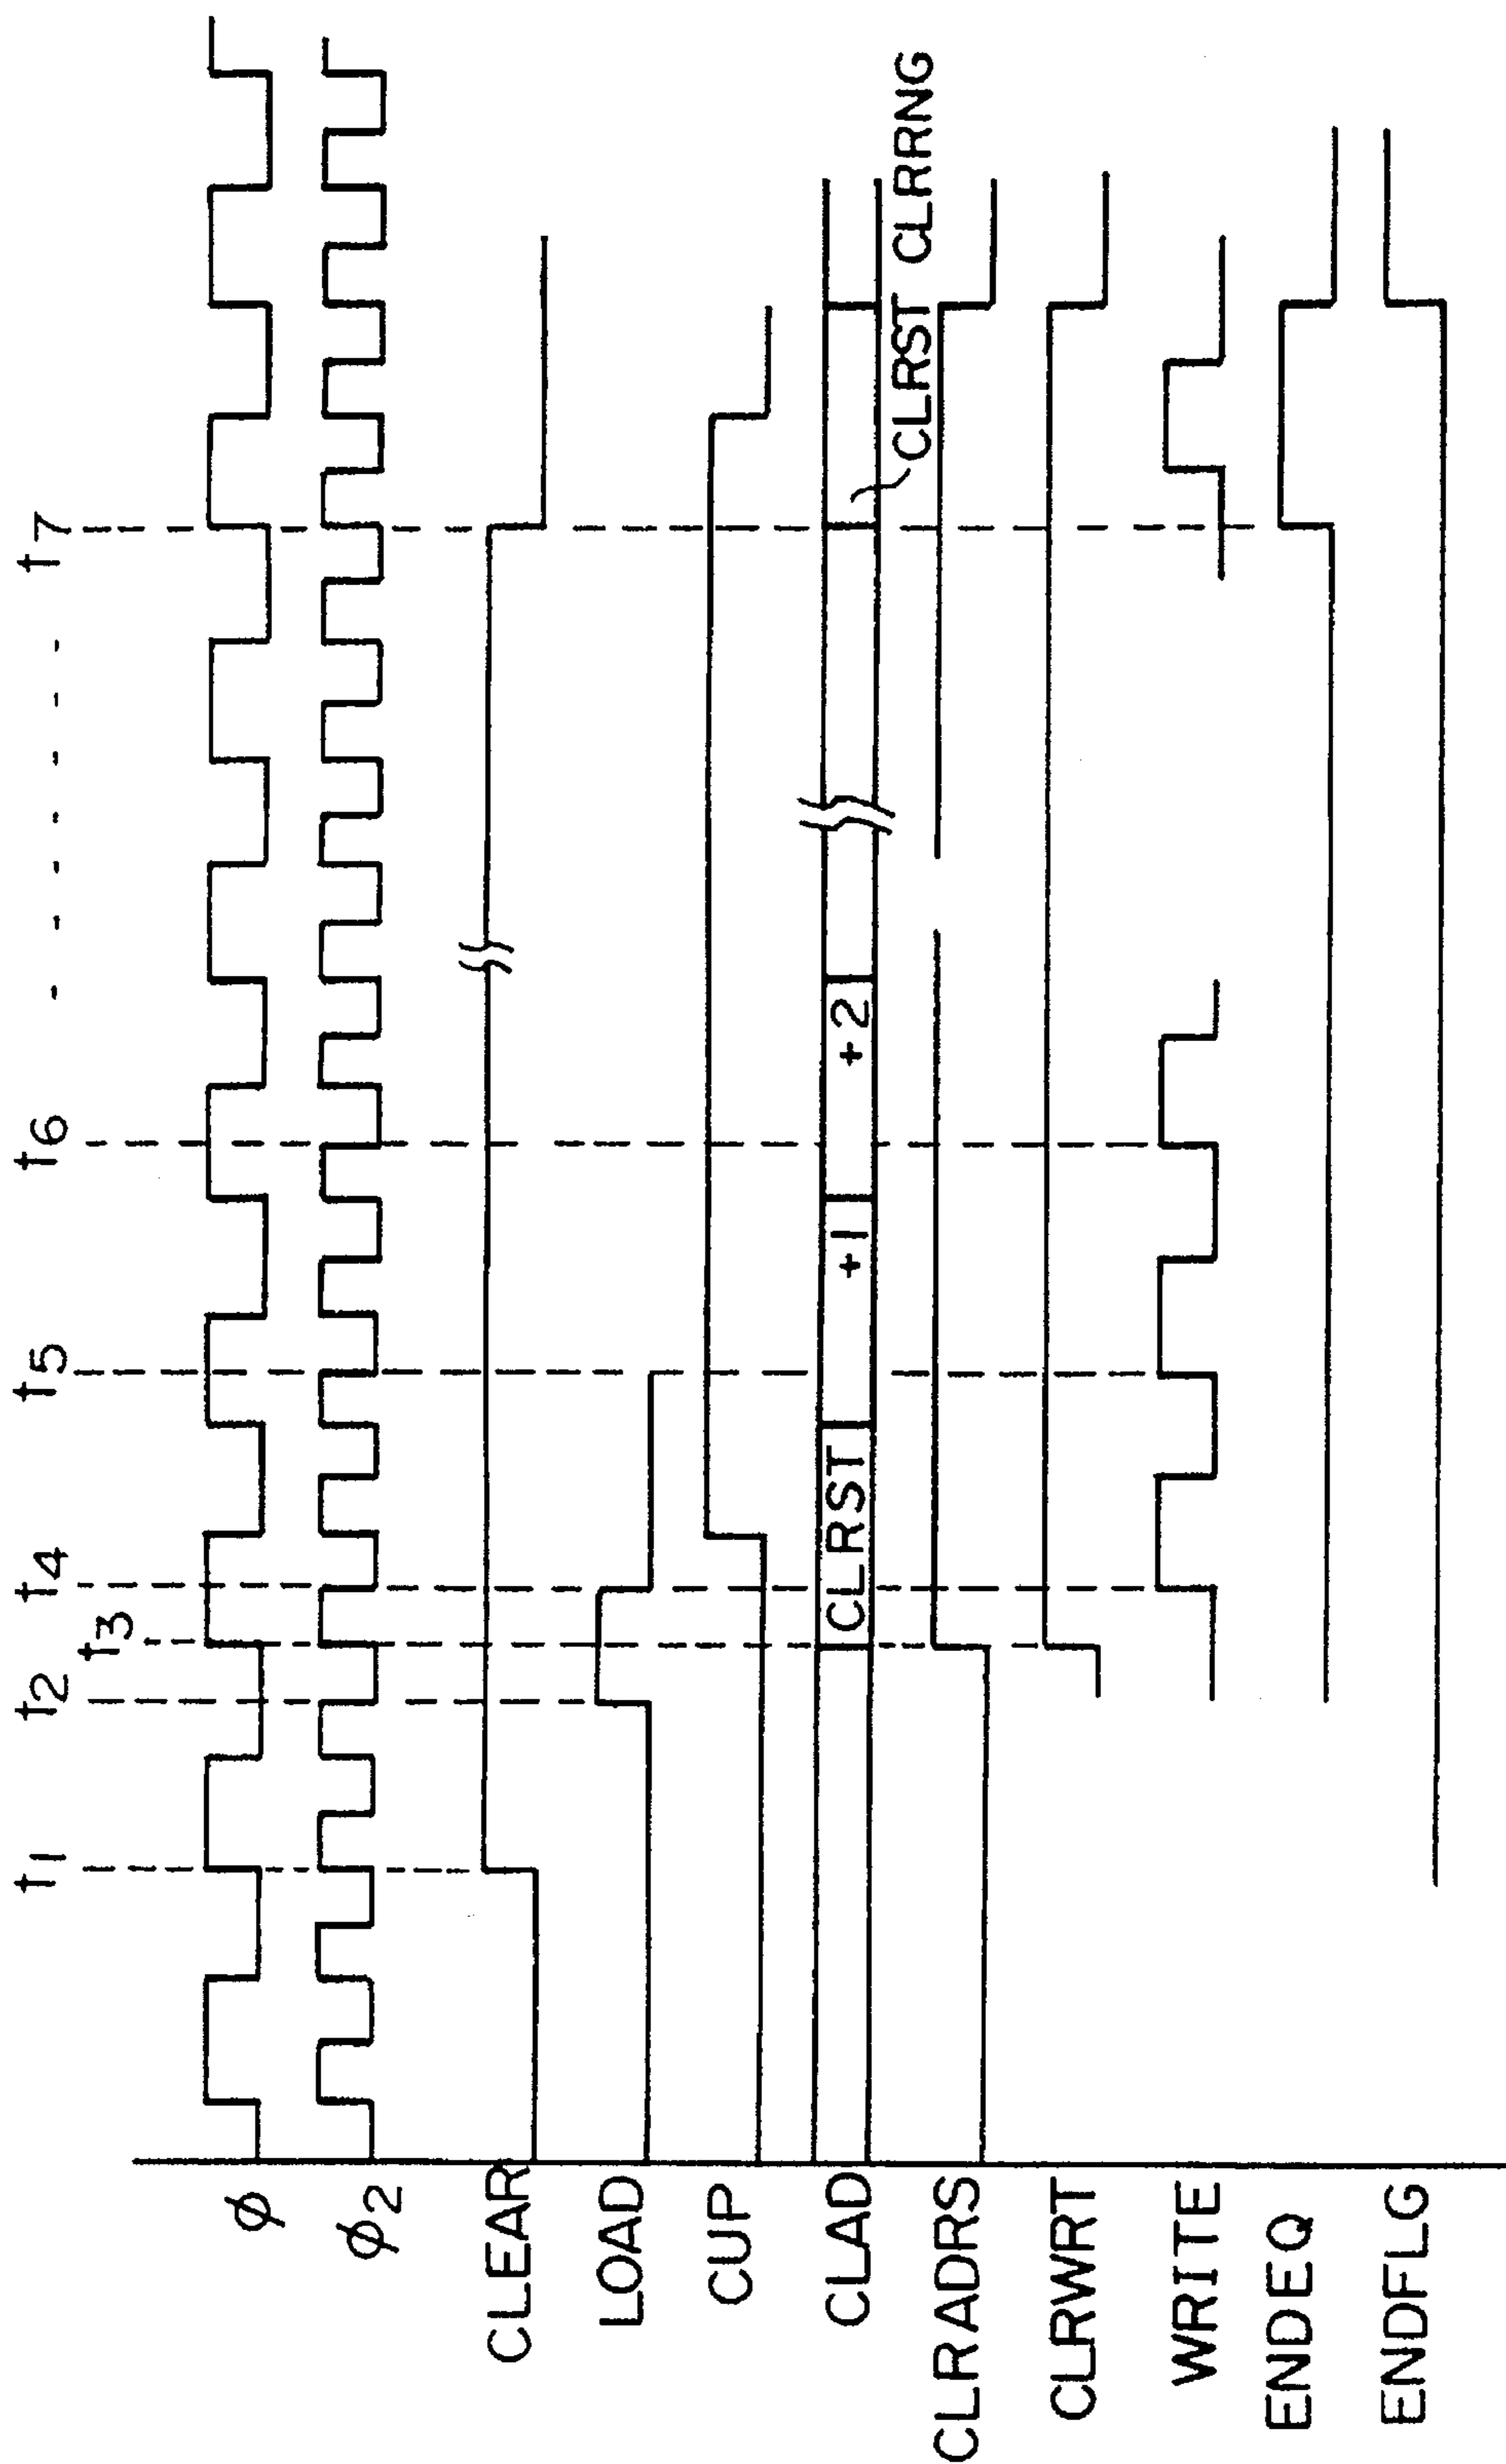 t1 t2 t3 t4 t5 t6 t7
ϕ
ϕ2
CLEAR
LOAD
CUP
CLAD CLRST +1 +2
CLRST CLRRNG
CLRADRS
CLRWRT
WRITE
ENDEQ
ENDFLG